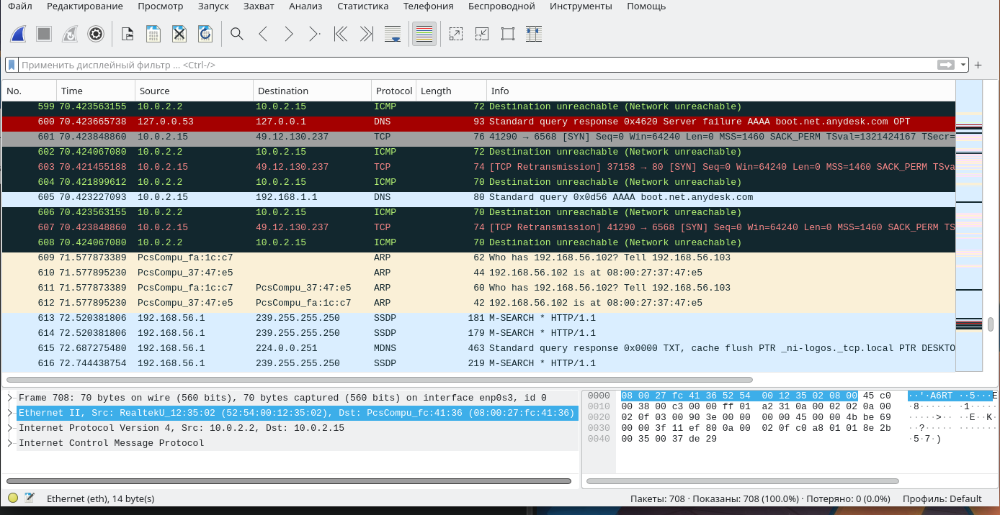 Файл Редактирование Просмотр Запуск Захват Анализ Статистика Телефония Беспроводной Инструменты Помощь
Применить дисплейный фильтр ... <Ctrl-/>
No. Time Source Destination Protocol Length Info
599 70.423563155 10.0.2.2 10.0.2.15 ICMP 72 Destination unreachable (Network unreachable)
600 70.423665738 127.0.0.53 127.0.0.1 DNS 93 Standard query response 0x4620 Server failure AAAA boot.net.anydesk.com OPT
601 70.423848860 10.0.2.15 49.12.130.237 TCP 76 41290 → 6568 [SYN] Seq=0 Win=64240 Len=0 MSS=1460 SACK_PERM TSval=1321424167 TSecr=
602 70.424067080 10.0.2.2 10.0.2.15 ICMP 72 Destination unreachable (Network unreachable)
603 70.421455188 10.0.2.15 49.12.130.237 TCP 74 [TCP Retransmission] 37158 → 80 [SYN] Seq=0 Win=64240 Len=0 MSS=1460 SACK_PERM TSva
604 70.421899612 10.0.2.2 10.0.2.15 ICMP 70 Destination unreachable (Network unreachable)
605 70.423227093 10.0.2.15 192.168.1.1 DNS 80 Standard query 0x0d56 AAAA boot.net.anydesk.com
606 70.423563155 10.0.2.2 10.0.2.15 ICMP 70 Destination unreachable (Network unreachable)
607 70.423848860 10.0.2.15 49.12.130.237 TCP 74 [TCP Retransmission] 41290 → 6568 [SYN] Seq=0 Win=64240 Len=0 MSS=1460 SACK_PERM TS
608 70.424067080 10.0.2.2 10.0.2.15 ICMP 70 Destination unreachable (Network unreachable)
609 71.577873389 PcsCompu_fa:1c:c7 ARP 62 Who has 192.168.56.102? Tell 192.168.56.103
610 71.577895230 PcsCompu_37:47:e5 ARP 44 192.168.56.102 is at 08:00:27:37:47:e5
611 71.577873389 PcsCompu_fa:1c:c7 PcsCompu_37:47:e5 ARP 60 Who has 192.168.56.102? Tell 192.168.56.103
612 71.577895230 PcsCompu_37:47:e5 PcsCompu_fa:1c:c7 ARP 42 192.168.56.102 is at 08:00:27:37:47:e5
613 72.520381806 192.168.56.1 239.255.255.250 SSDP 181 M-SEARCH * HTTP/1.1
614 72.520381806 192.168.56.1 239.255.255.250 SSDP 179 M-SEARCH * HTTP/1.1
615 72.687275480 192.168.56.1 224.0.0.251 MDNS 463 Standard query response 0x0000 TXT, cache flush PTR _ni-logos._tcp.local PTR DESKTO
616 72.744438754 192.168.56.1 239.255.255.250 SSDP 219 M-SEARCH * HTTP/1.1
Frame 708: 70 bytes on wire (560 bits), 70 bytes captured (560 bits) on interface enp0s3, id 0
Ethernet II, Src: RealtekU_12:35:02 (52:54:00:12:35:02), Dst: PcsCompu_fc:41:36 (08:00:27:fc:41:36)
Internet Protocol Version 4, Src: 10.0.2.2, Dst: 10.0.2.15
Internet Control Message Protocol
0000 08 00 27 fc 41 36 52 54 00 12 35 02 08 00 45 c0 ··'·A6RT ··5···E
0010 00 38 00 c3 00 00 ff 01 a2 31 0a 00 02 02 0a 00 ·8······ ·1·····
0020 02 0f 03 00 90 3e 00 00 00 00 45 00 00 4b be 69 ·····>·· ··E··K·
0030 00 00 3f 11 ef 80 0a 00 02 0f c0 a8 01 01 8e 2b ··?····· ·······
0040 00 35 00 37 de 29 ·5·7·)
Ethernet (eth), 14 byte(s) Пакеты: 708 · Показаны: 708 (100.0%) · Потеряно: 0 (0.0%) Профиль: Default